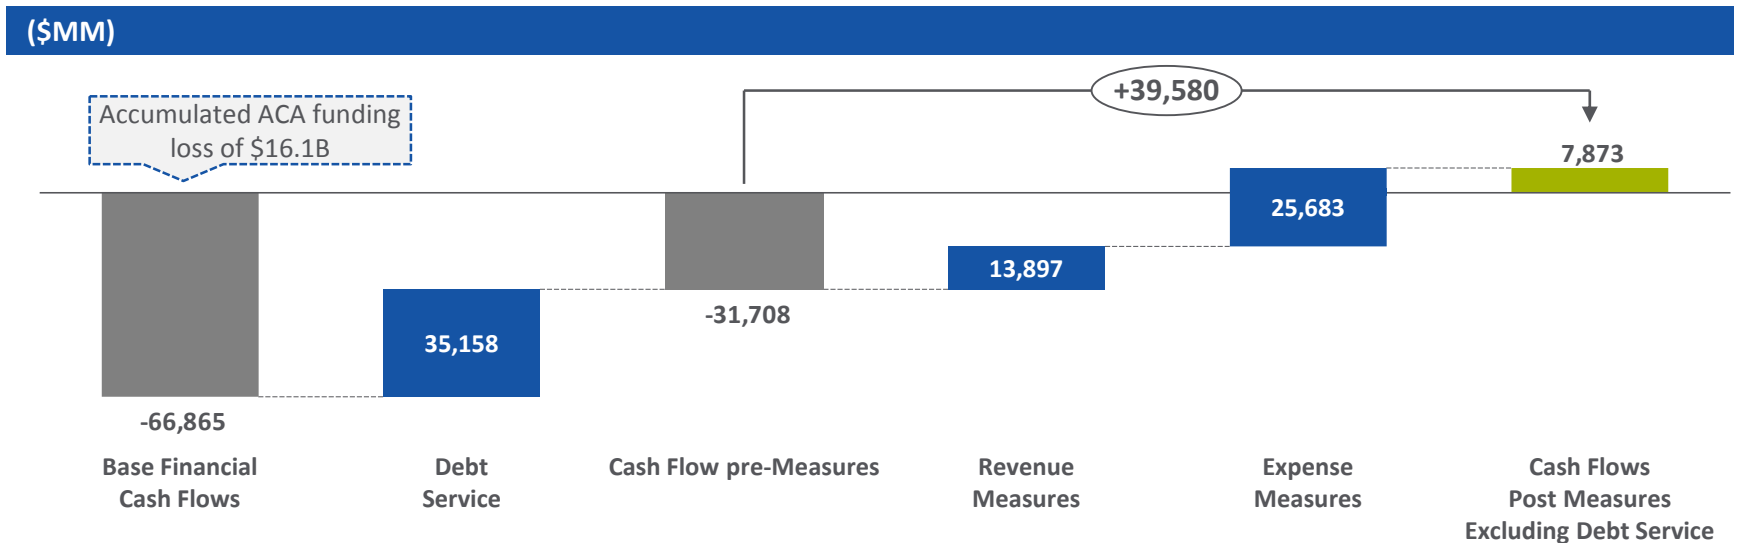 ($MM)
Accumulated ACA funding
loss of $16.1B
+39,580
7,873
25,683
13,897
-31,708
35,158
-66,865
Base Financial
Cash Flows
Debt
Service
Cash Flow pre-Measures
Revenue
Measures
Expense
Measures
Cash Flows
Post Measures
Excluding Debt Service